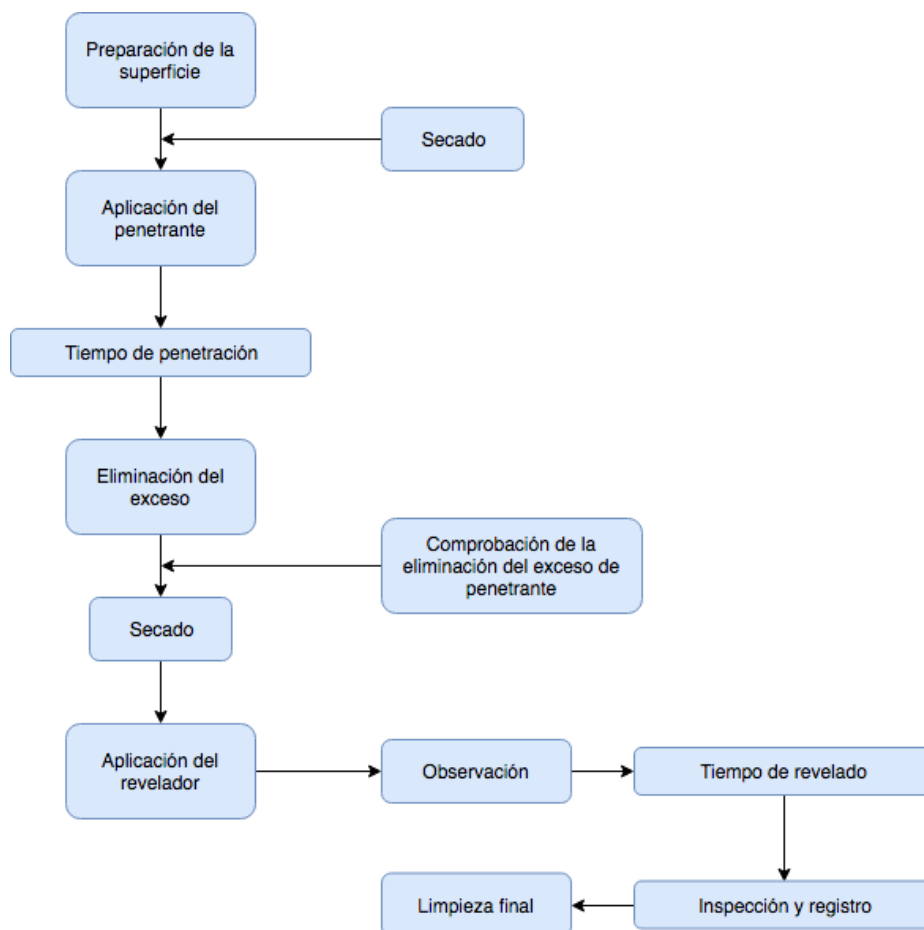 Preparación de la
superficie
Secado
Aplicación del
penetrante
Tiempo de penetración
Eliminación del
exceso
Comprobación de la
eliminación del exceso de
penetrante
Secado
Aplicación del
revelador
Observación
Tiempo de revelado
Inspección y registro
Limpieza final